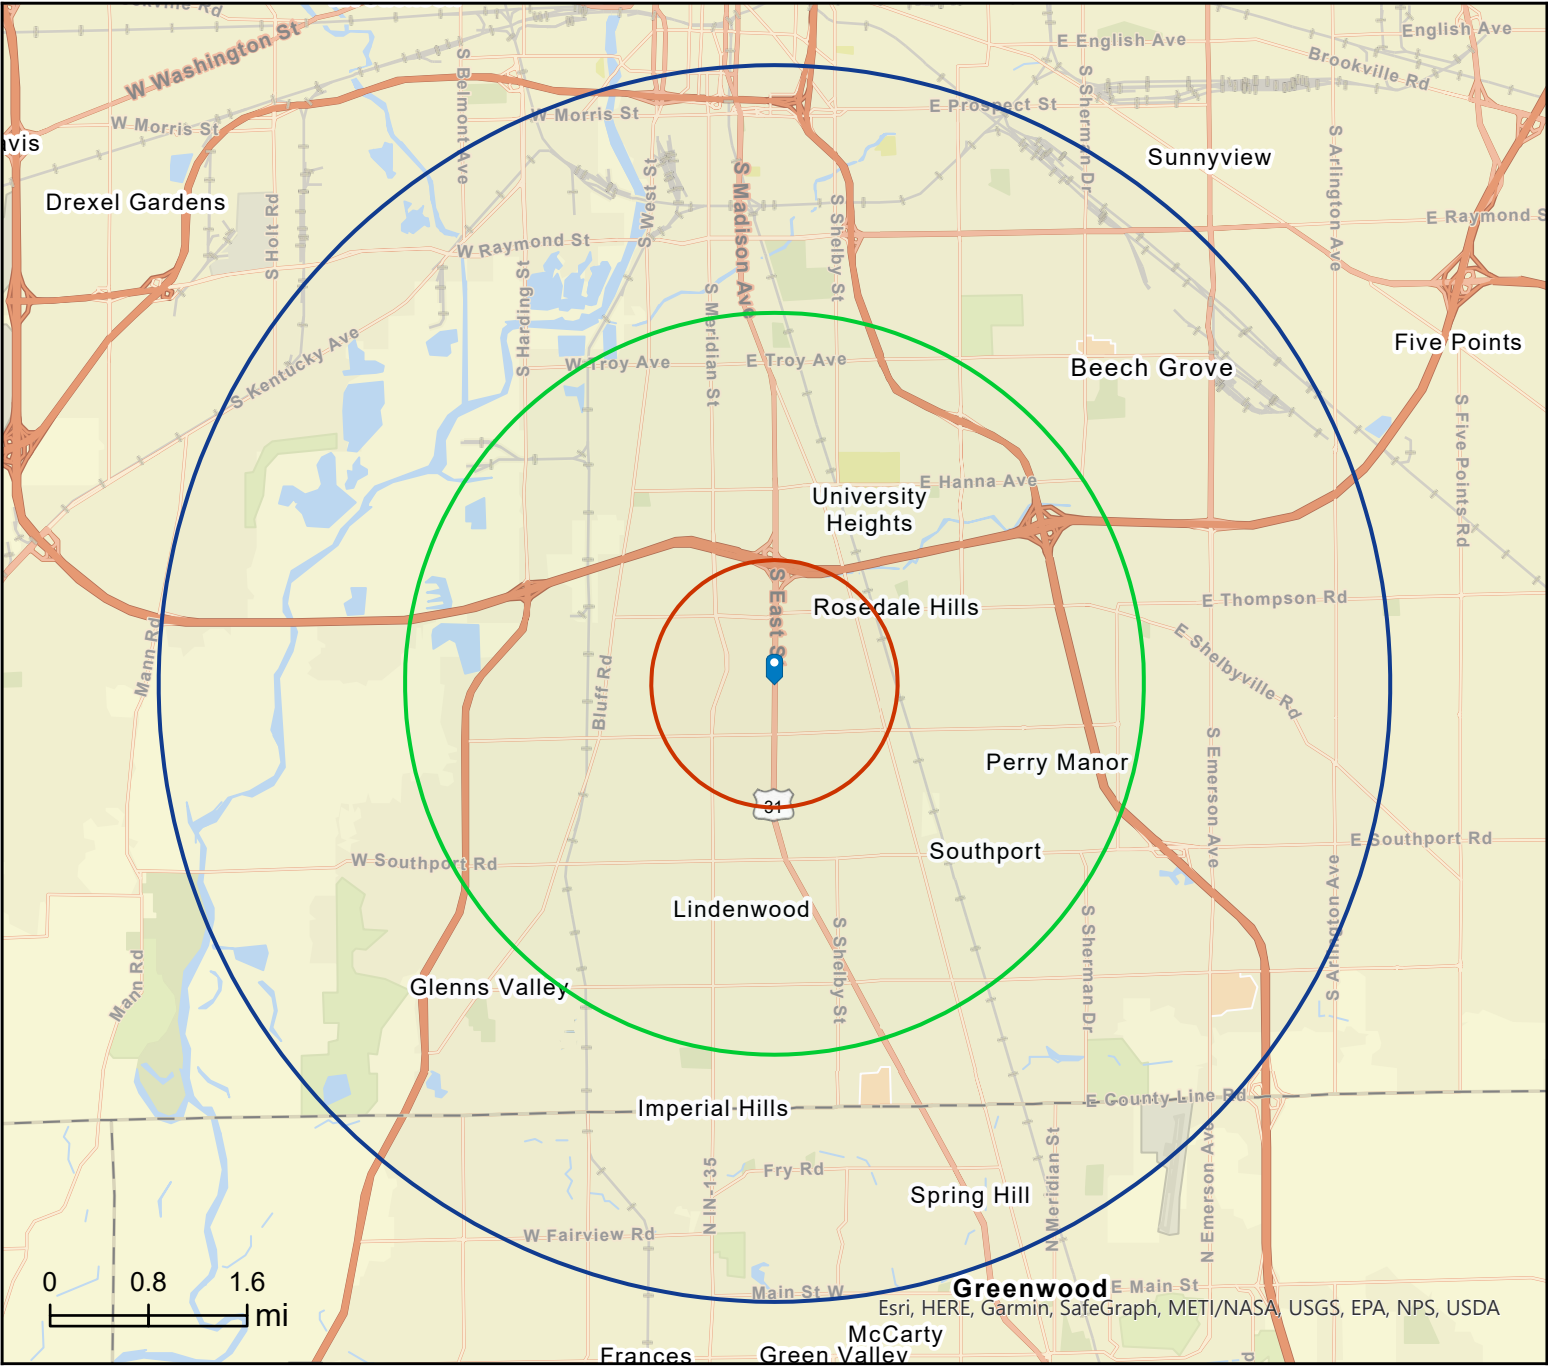 English Ave
E English Ave
W Washington St
Brookville Rd
S Belmont Ave
S Sherman Dr
E Prospect St
W Morris St
W Morris St
Sunnyview
S Arlington Ave
S West St
S Madison Ave
Drexel Gardens
S Holt Rd
S Shelby St
E Raymond S
W Raymond St
S Harding St
S Meridian St
Five Points
S Kentucky Ave
W Troy Ave
E Troy Ave
Beech Grove
S Five Points Rd
E Hanna Ave
University
Heights
S East St
E Thompson Rd
Rosedale Hills
Mann Rd
Bluff Rd
E Shelbyville Rd
Perry Manor
S Emerson Ave
31
E Southport Rd
Southport
W Southport Rd
Lindenwood
S Shelby St
S Sherman Dr
S Arlington Ave
Mann Rd
Glenns Valley
E County Line Rd
Imperial Hills
N IN-135
Fry Rd
N Meridian St
N Emerson Ave
Spring Hill
W Fairview Rd
0 0.8 1.6
mi
Main St W
Greenwood
E Main St
Esri, HERE, Garmin, SafeGraph, METI/NASA, USGS, EPA, NPS, USDA
McCarty
Frances
Green Valley